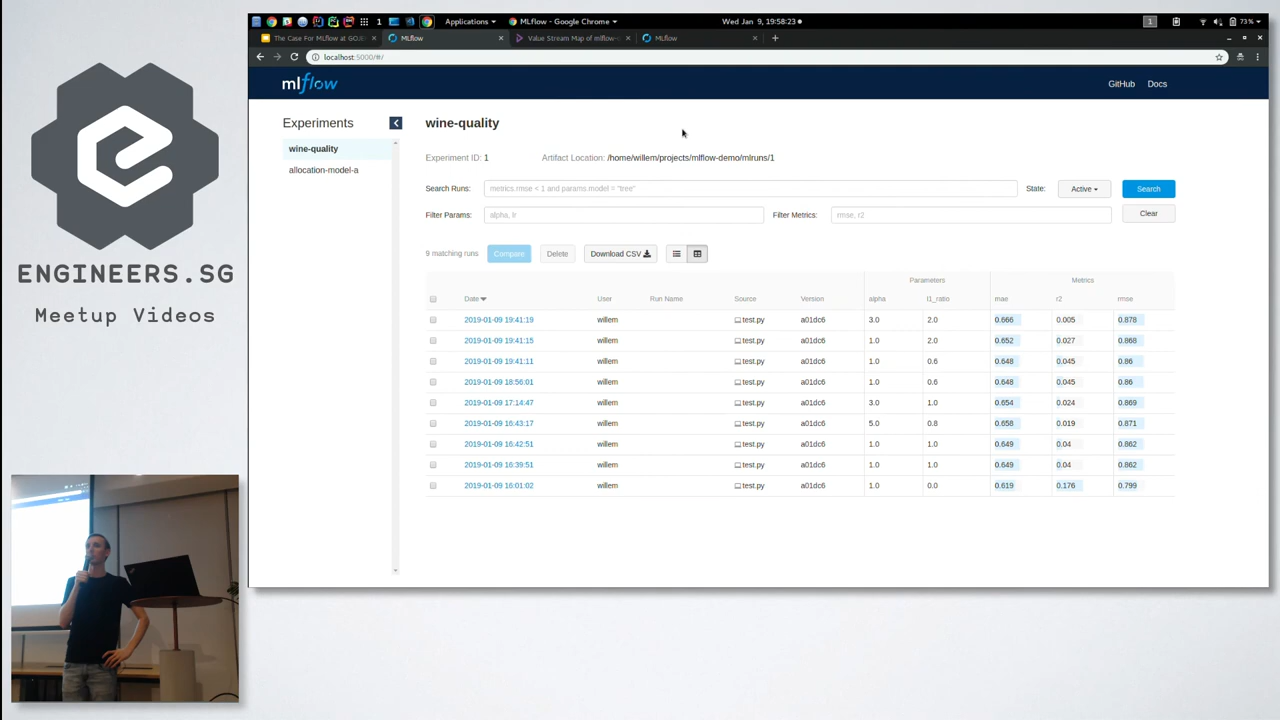 1
Applications
MLflow - Google Chrome
Wed Jan 9, 19:58:23
1
73%
The Case For MLflow at GOJE
MLflow
Value Stream Map of mlflow
MLflow
localhost:5000/#/
mlflow
GitHub
Docs
Experiments
wine-quality
allocation-model-a
wine-quality
Experiment ID: 1
Artifact Location: /home/willem/projects/mlflow-demo/mlruns/1
Search Runs: metrics.rmse < 1 and params.model = "tree"
State: Active
Search
Filter Params: alpha, lr
Filter Metrics: rmse, r2
Clear
9 matching runs
Compare
Delete
Download CSV
Parameters
Metrics
Date User Run Name Source Version alpha l1_ratio mae r2 rmse
2019-01-09 19:41:19 willem test.py a01dc6 3.0 2.0 0.666 0.005 0.878
2019-01-09 19:41:15 willem test.py a01dc6 1.0 2.0 0.652 0.027 0.868
2019-01-09 19:41:11 willem test.py a01dc6 1.0 0.6 0.648 0.045 0.86
2019-01-09 18:56:01 willem test.py a01dc6 1.0 0.6 0.648 0.045 0.86
2019-01-09 17:14:47 willem test.py a01dc6 3.0 1.0 0.654 0.024 0.869
2019-01-09 16:43:17 willem test.py a01dc6 5.0 0.8 0.658 0.019 0.871
2019-01-09 16:42:51 willem test.py a01dc6 1.0 1.0 0.649 0.04 0.862
2019-01-09 16:39:51 willem test.py a01dc6 1.0 1.0 0.649 0.04 0.862
2019-01-09 16:01:02 willem test.py a01dc6 1.0 0.0 0.619 0.176 0.799
ENGINEERS.SG
Meetup Videos